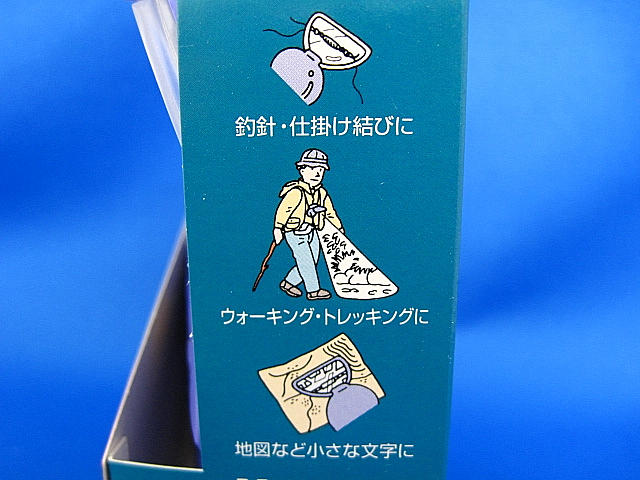 釣針・仕掛け結びに
ウォーキング・トレッキングに
地図など小さな文字に